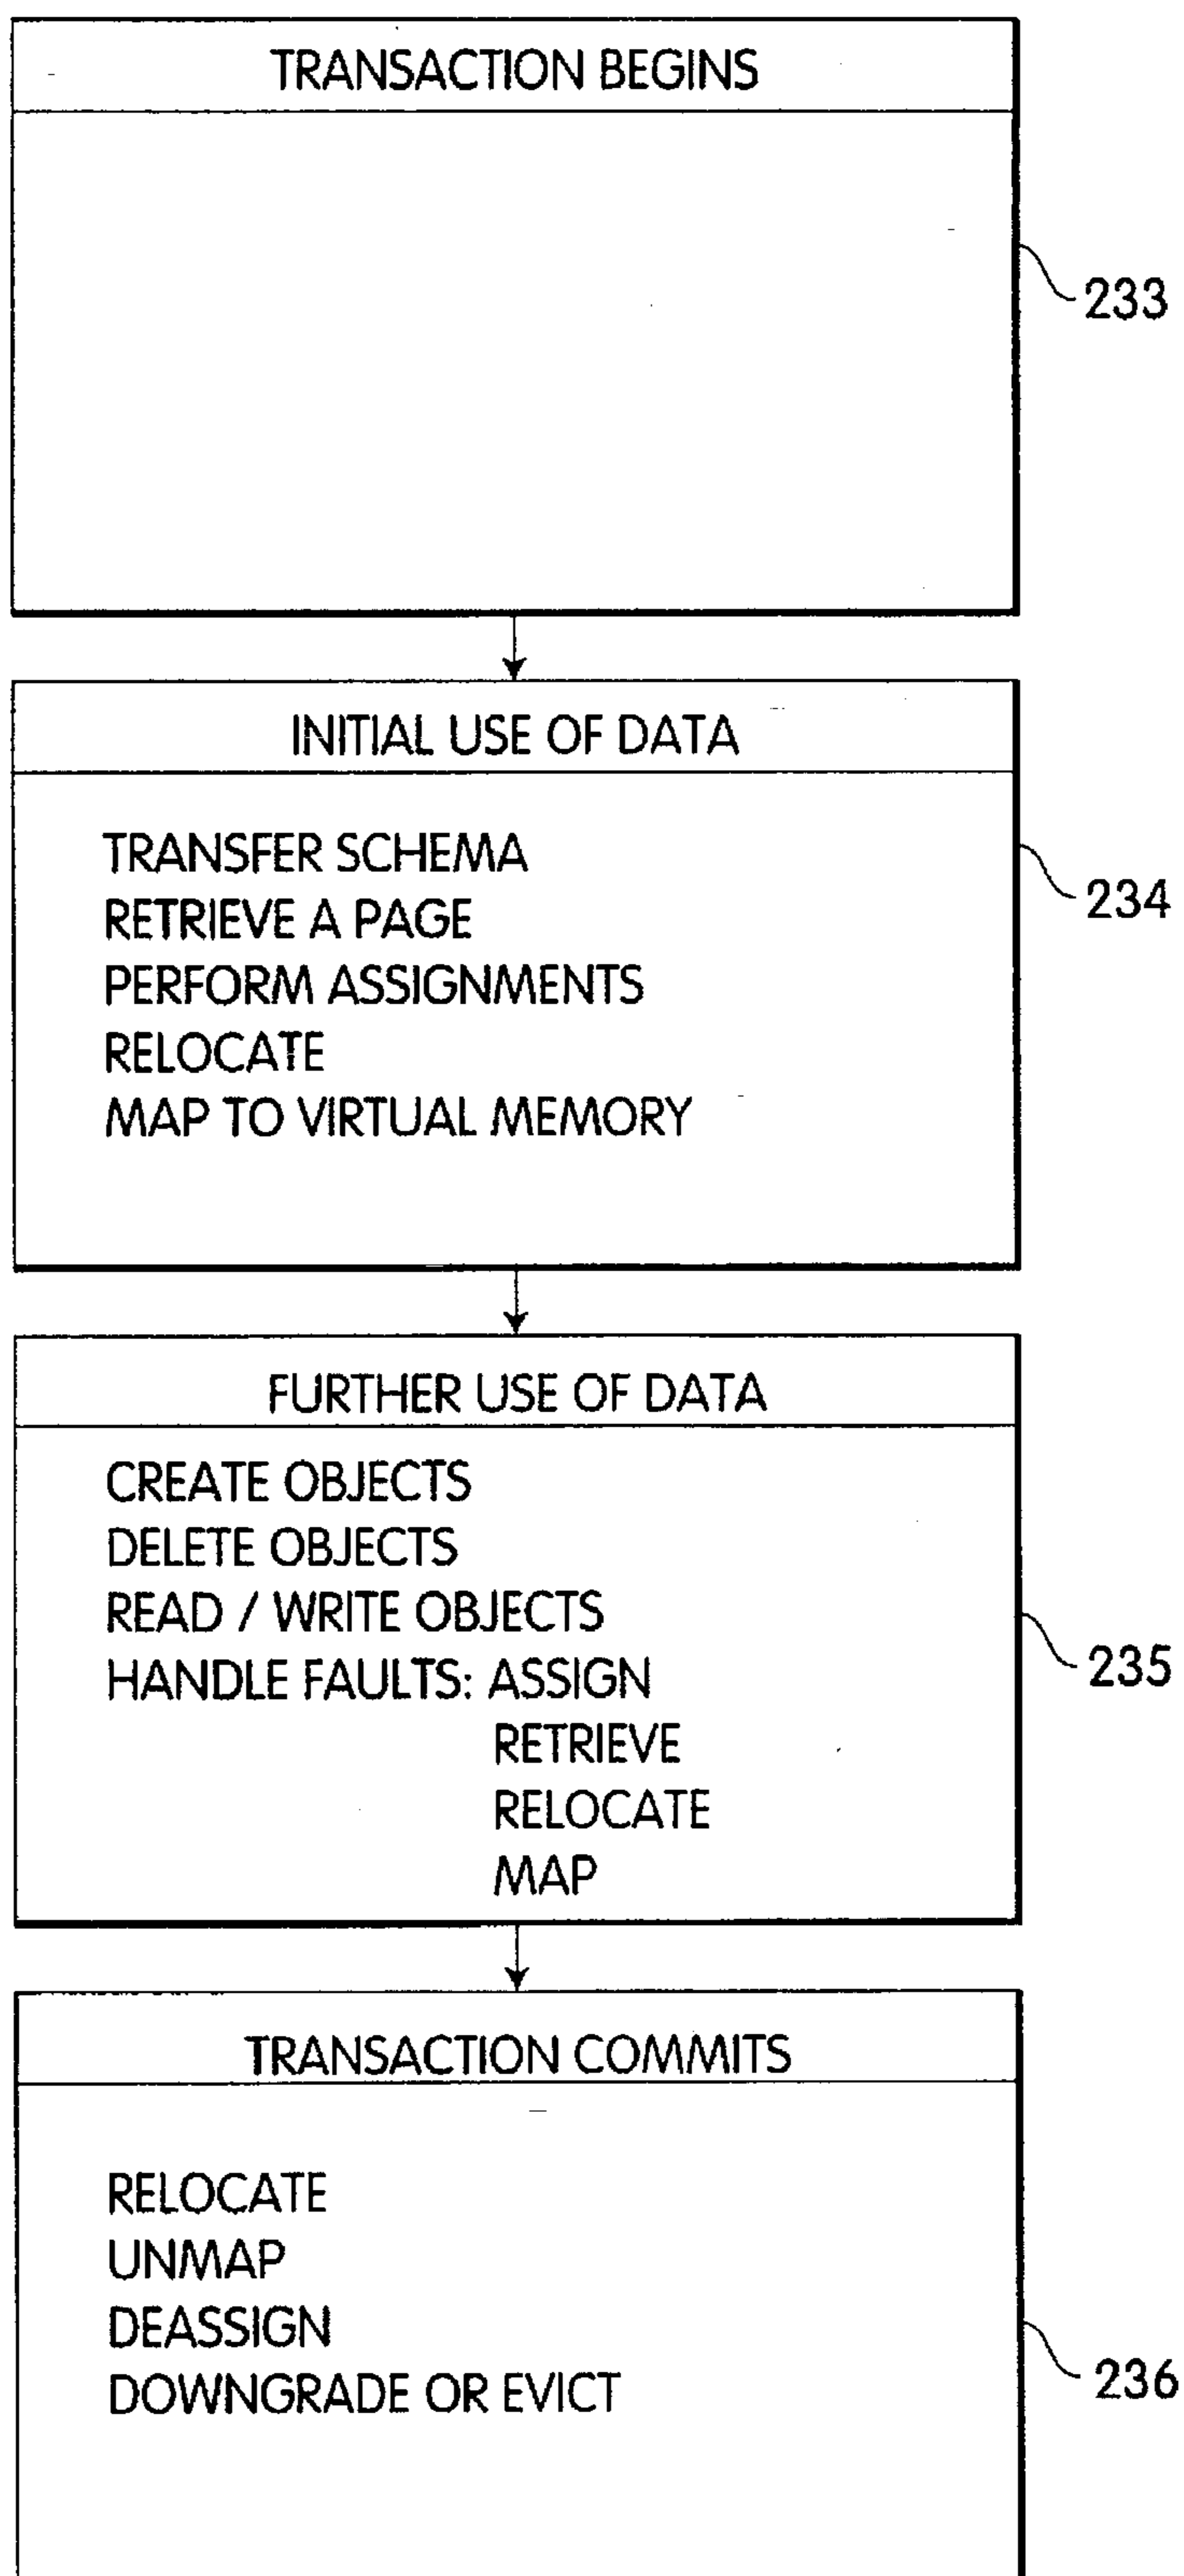 TRANSACTION BEGINS
233
INITIAL USE OF DATA
TRANSFER SCHEMA
234
RETRIEVE A PAGE
PERFORM ASSIGNMENTS
RELOCATE
MAP TO VIRTUAL MEMORY
FURTHER USE OF DATA
CREATE OBJECTS
DELETE OBJECTS
READ / WRITE OBJECTS
235
HANDLE FAULTS: ASSIGN
RETRIEVE
RELOCATE
MAP
TRANSACTION COMMITS
RELOCATE
UNMAP
DEASSIGN
236
DOWNGRADE OR EVICT